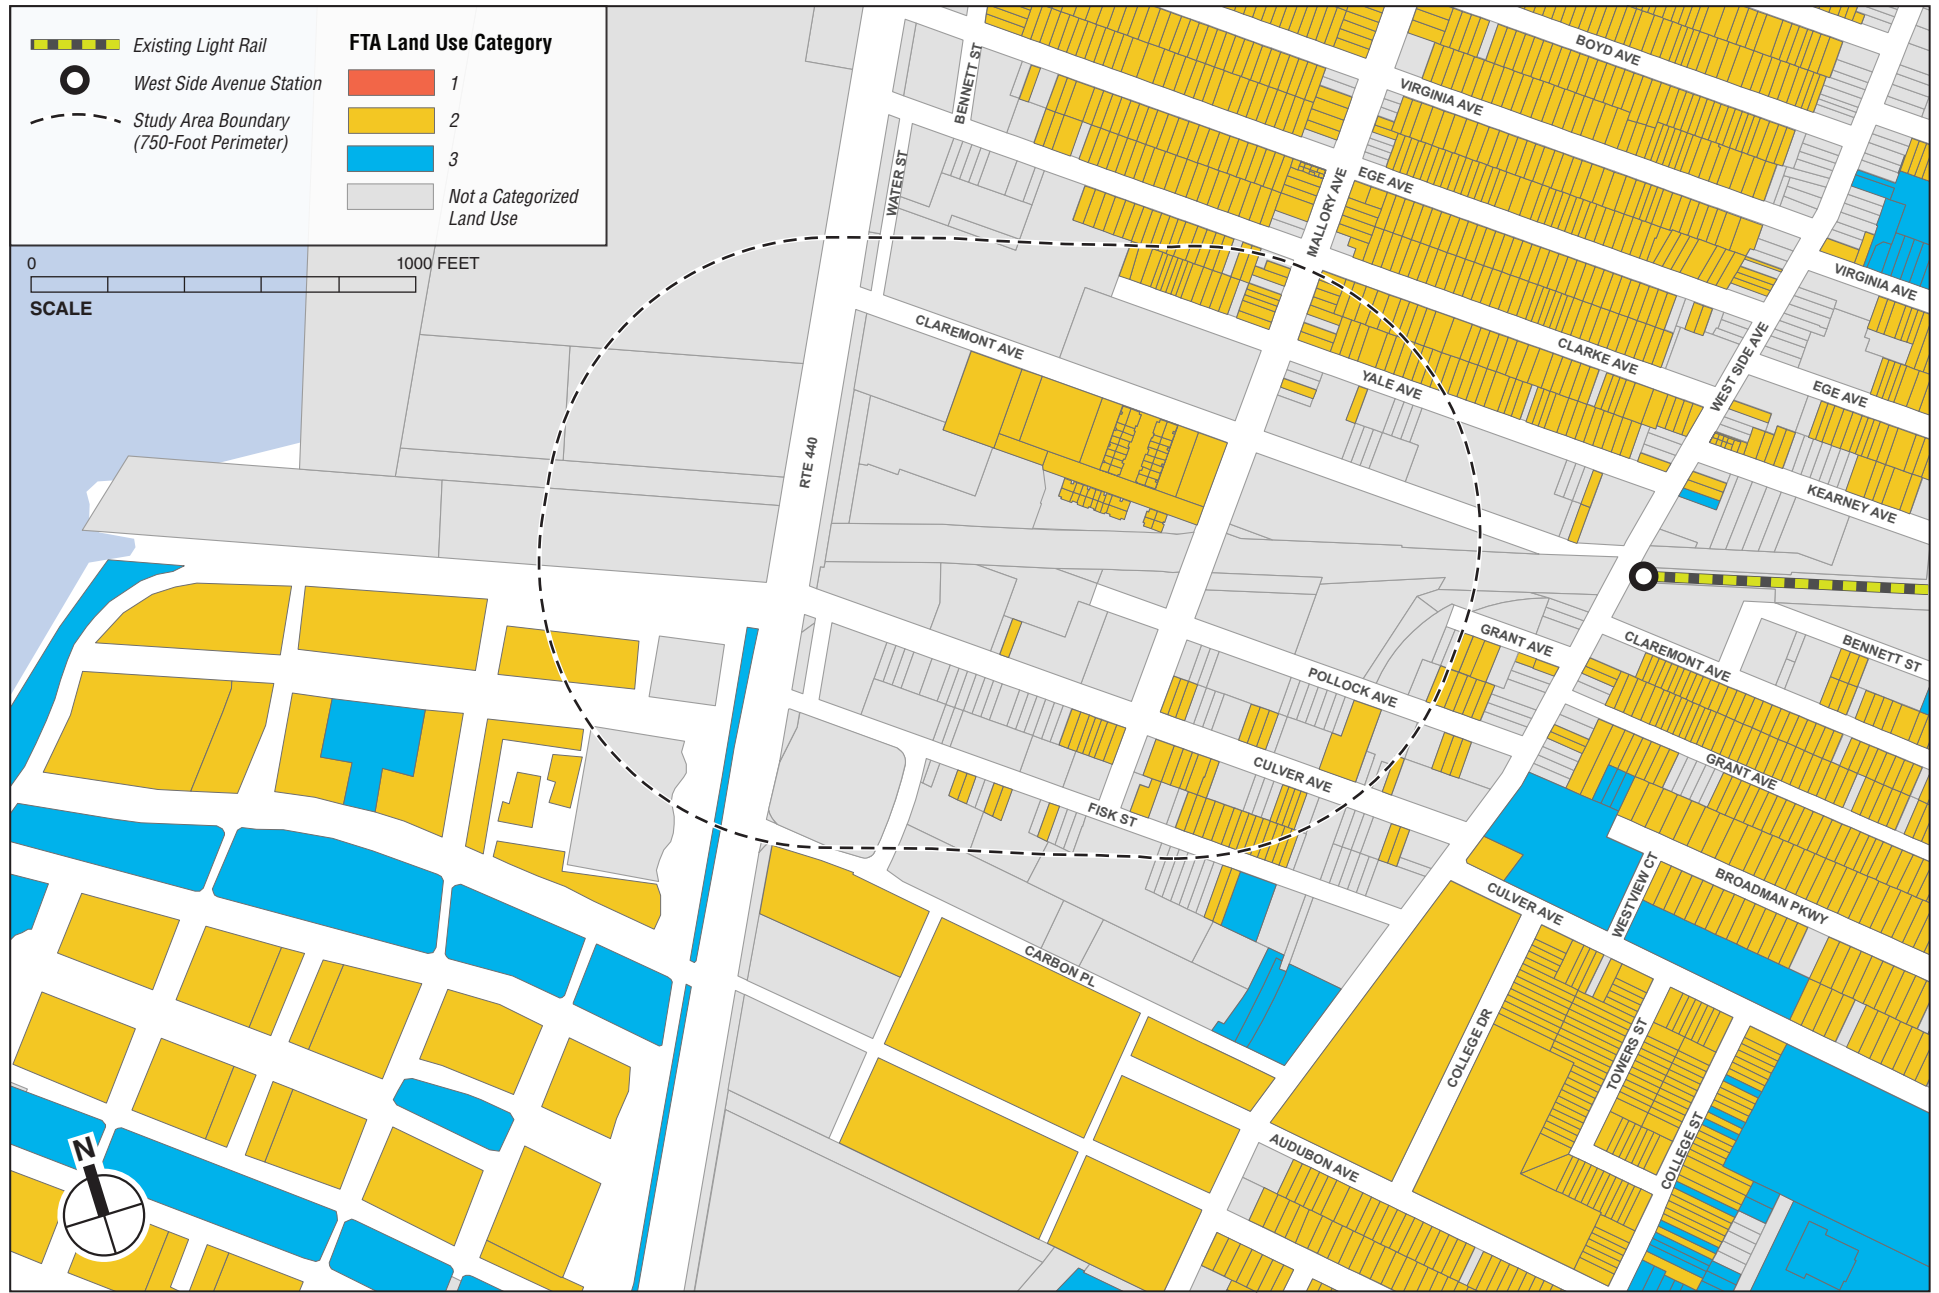 Existing Light Rail
West Side Avenue Station
Study Area Boundary
(750-Foot Perimeter)
FTA Land Use Category
1
2
3
Not a Categorized
Land Use
0
1000 FEET
SCALE
BENNETT ST
WATER ST
BOYD AVE
VIRGINIA AVE
EGE AVE
MALLORY AVE
VIRGINIA AVE
CLAREMONT AVE
CLARKE AVE
YALE AVE
WEST SIDE AVE
EGE AVE
RTE 440
KEARNEY AVE
GRANT AVE
CLAREMONT AVE
BENNETT ST
POLLOCK AVE
CULVER AVE
GRANT AVE
FISK ST
CULVER AVE
WESTVIEW CT
BROADMAN PKWY
CARBON PL
COLLEGE DR
TOWERS ST
COLLEGE ST
AUDUBON AVE
N